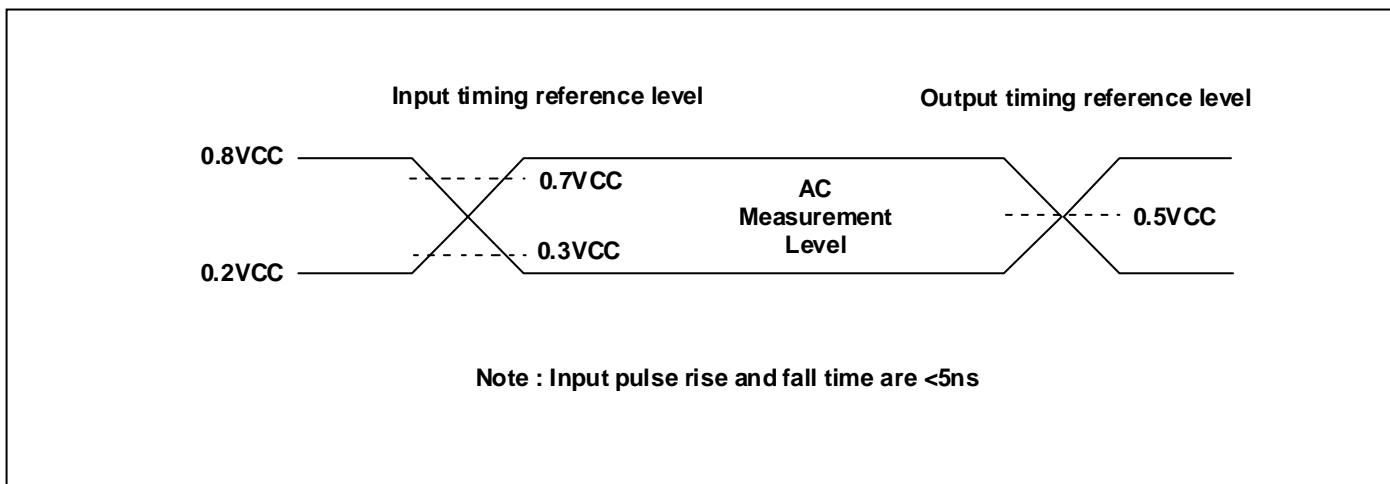 Input timing reference level
Output timing reference level
0.8VCC
0.7VCC
AC
Measurement
Level
0.5VCC
0.3VCC
0.2VCC
Note : Input pulse rise and fall time are <5ns